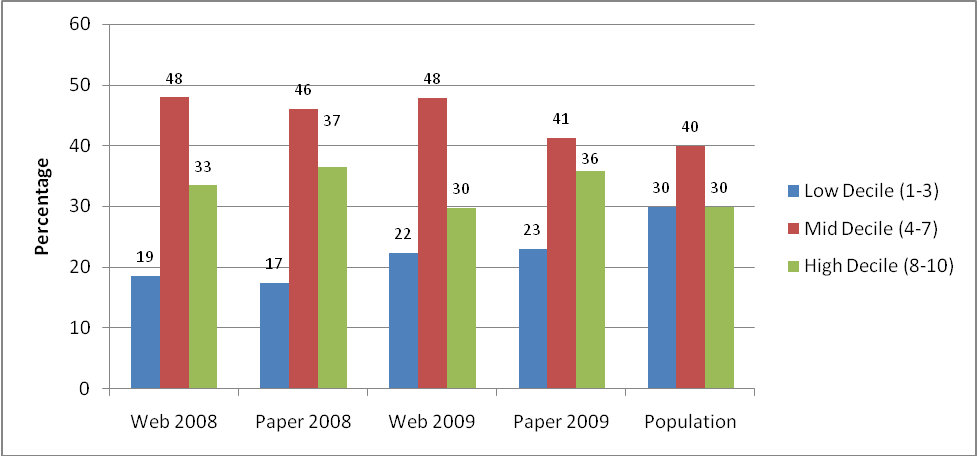 60
50
40
30
20
10
0
Percentage
19
48
33
17
46
37
22
48
30
23
41
36
30
40
30
Web 2008
Paper 2008
Web 2009
Paper 2009
Population
Low Decile (1-3)
Mid Decile (4-7)
High Decile (8-10)